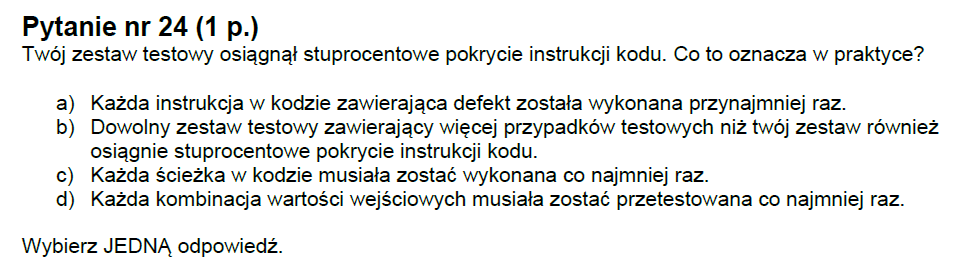 Pytanie nr 24 (1 p.)
Twój zestaw testowy osiągnął stuprocentowe pokrycie instrukcji kodu. Co to oznacza w praktyce?
a) Każda instrukcja w kodzie zawierająca defekt została wykonana przynajmniej raz.
b) Dowolny zestaw testowy zawierający więcej przypadków testowych niż twój zestaw również
osiągnie stuprocentowe pokrycie instrukcji kodu.
c) Każda ścieżka w kodzie musiała zostać wykonana co najmniej raz.
d) Każda kombinacja wartości wejściowych musiała zostać przetestowana co najmniej raz.
Wybierz JEDNĄ odpowiedź.